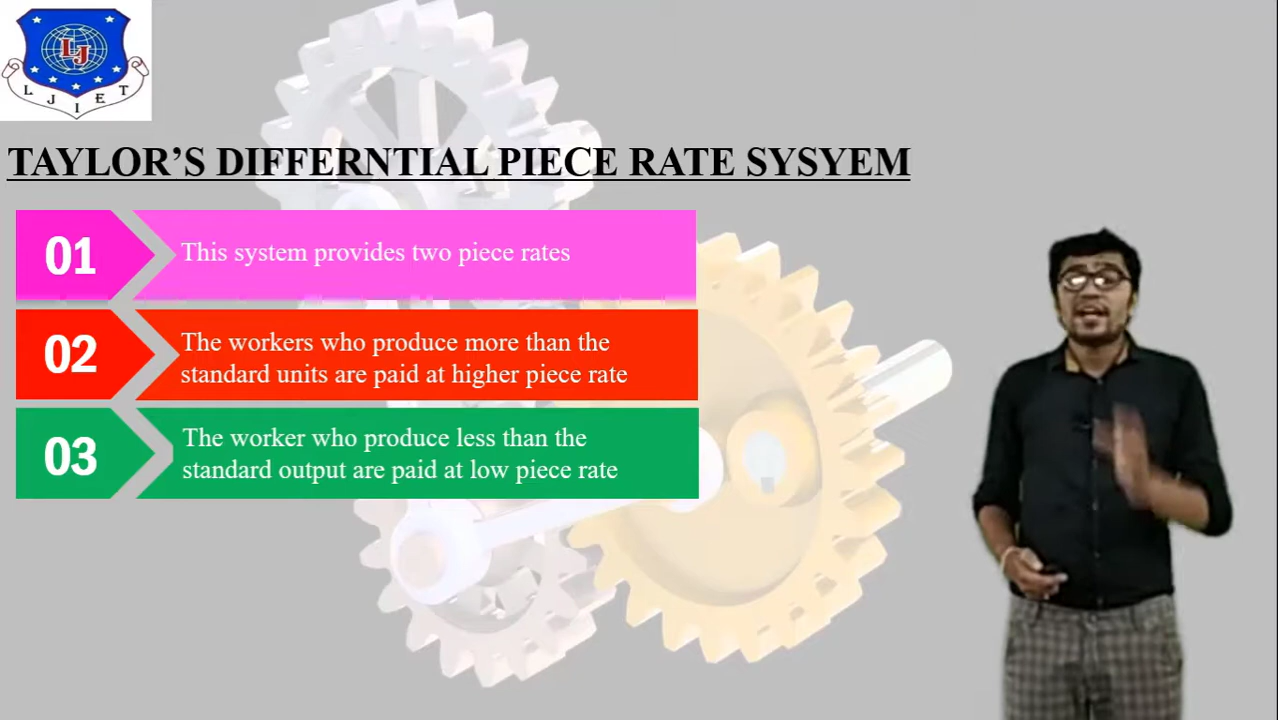 LJ
LJIET
TAYLOR'S DIFFERNTIAL PIECE RATE SYSYEM
01
This system provides two piece rates
02
The workers who produce more than the
standard units are paid at higher piece rate
03
The worker who produce less than the
standard output are paid at low piece rate